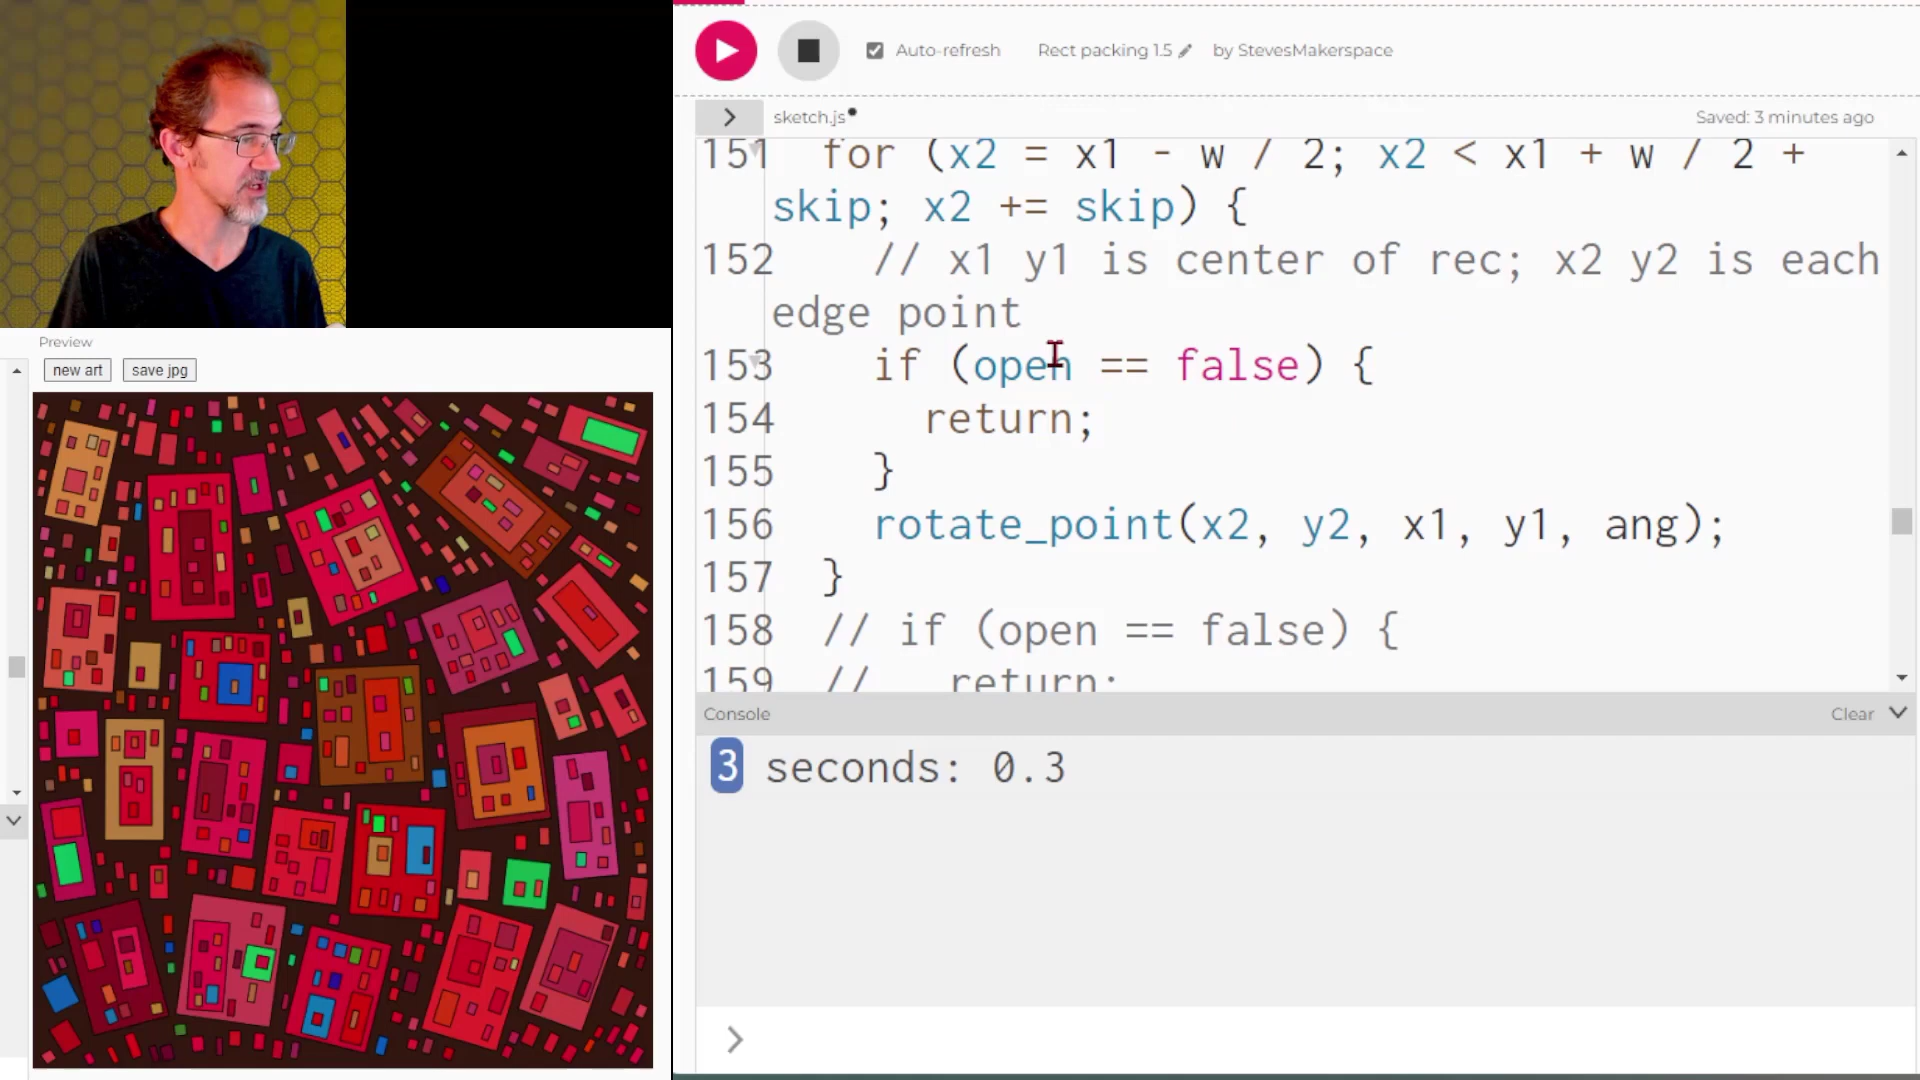 Auto-refresh
Rect packing 1.5
by StevesMakerspace
sketch.js
Saved: 3 minutes ago
151 for (x2 = x1 - w / 2; x2 < x1 + w / 2 +
skip; x2 += skip) {
152 // x1 y1 is center of rec; x2 y2 is each
edge point
153 if (open == false) {
154 return;
155 }
156 rotate_point(x2, y2, x1, y1, ang);
157 }
158 // if (open == false) {
159 // return;
Console
Clear
3 seconds: 0.3
>
Preview
new art
save jpg